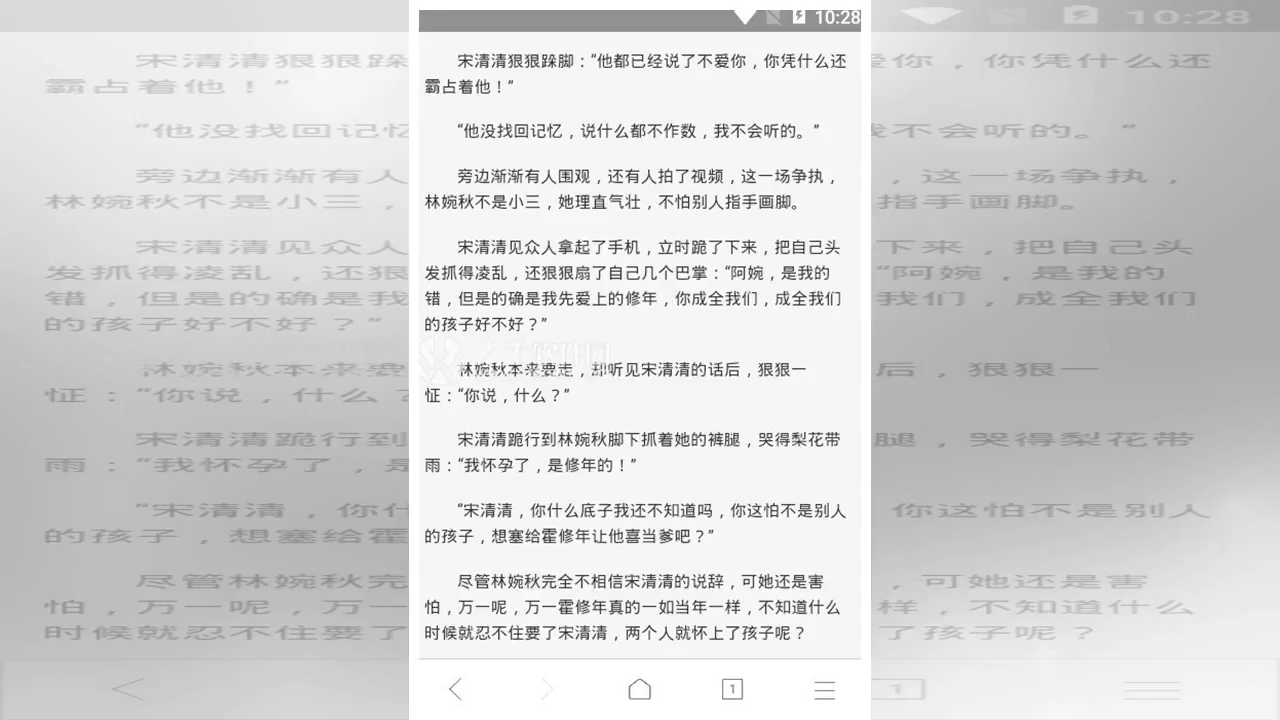 10:28
宋清清狠狠跺脚：“他都已经说了不爱你，你凭什么还
霸占着他！”
“他没找回记忆，说什么都不作数，我不会听的。”
旁边渐渐有人围观，还有人拍了视频，这一场争执，
林婉秋不是小三，她理直气壮，不怕别人指手画脚。
宋清清见众人拿起了手机，立时跪了下来，把自己头
发抓得凌乱，还狠狠扇了自己几个巴掌：“阿婉，是我的
错，但是的确是我先爱上的修年，你成全我们，成全我们
的孩子好不好？”
林婉秋本来要走，却听见宋清清的话后，狠狠一
怔：“你说，什么？”
宋清清跪行到林婉秋脚下抓着她的裤腿，哭得梨花带
雨：“我怀孕了，是修年的！”
“宋清清，你什么底子我还不知道吗，你这怕不是别人
的孩子，想塞给霍修年让他喜当爹吧？”
尽管林婉秋完全不相信宋清清的说辞，可她还是害
怕，万一呢，万一霍修年真的一如当年一样，不知道什么
时候就忍不住要了宋清清，两个人就怀上了孩子呢？
1